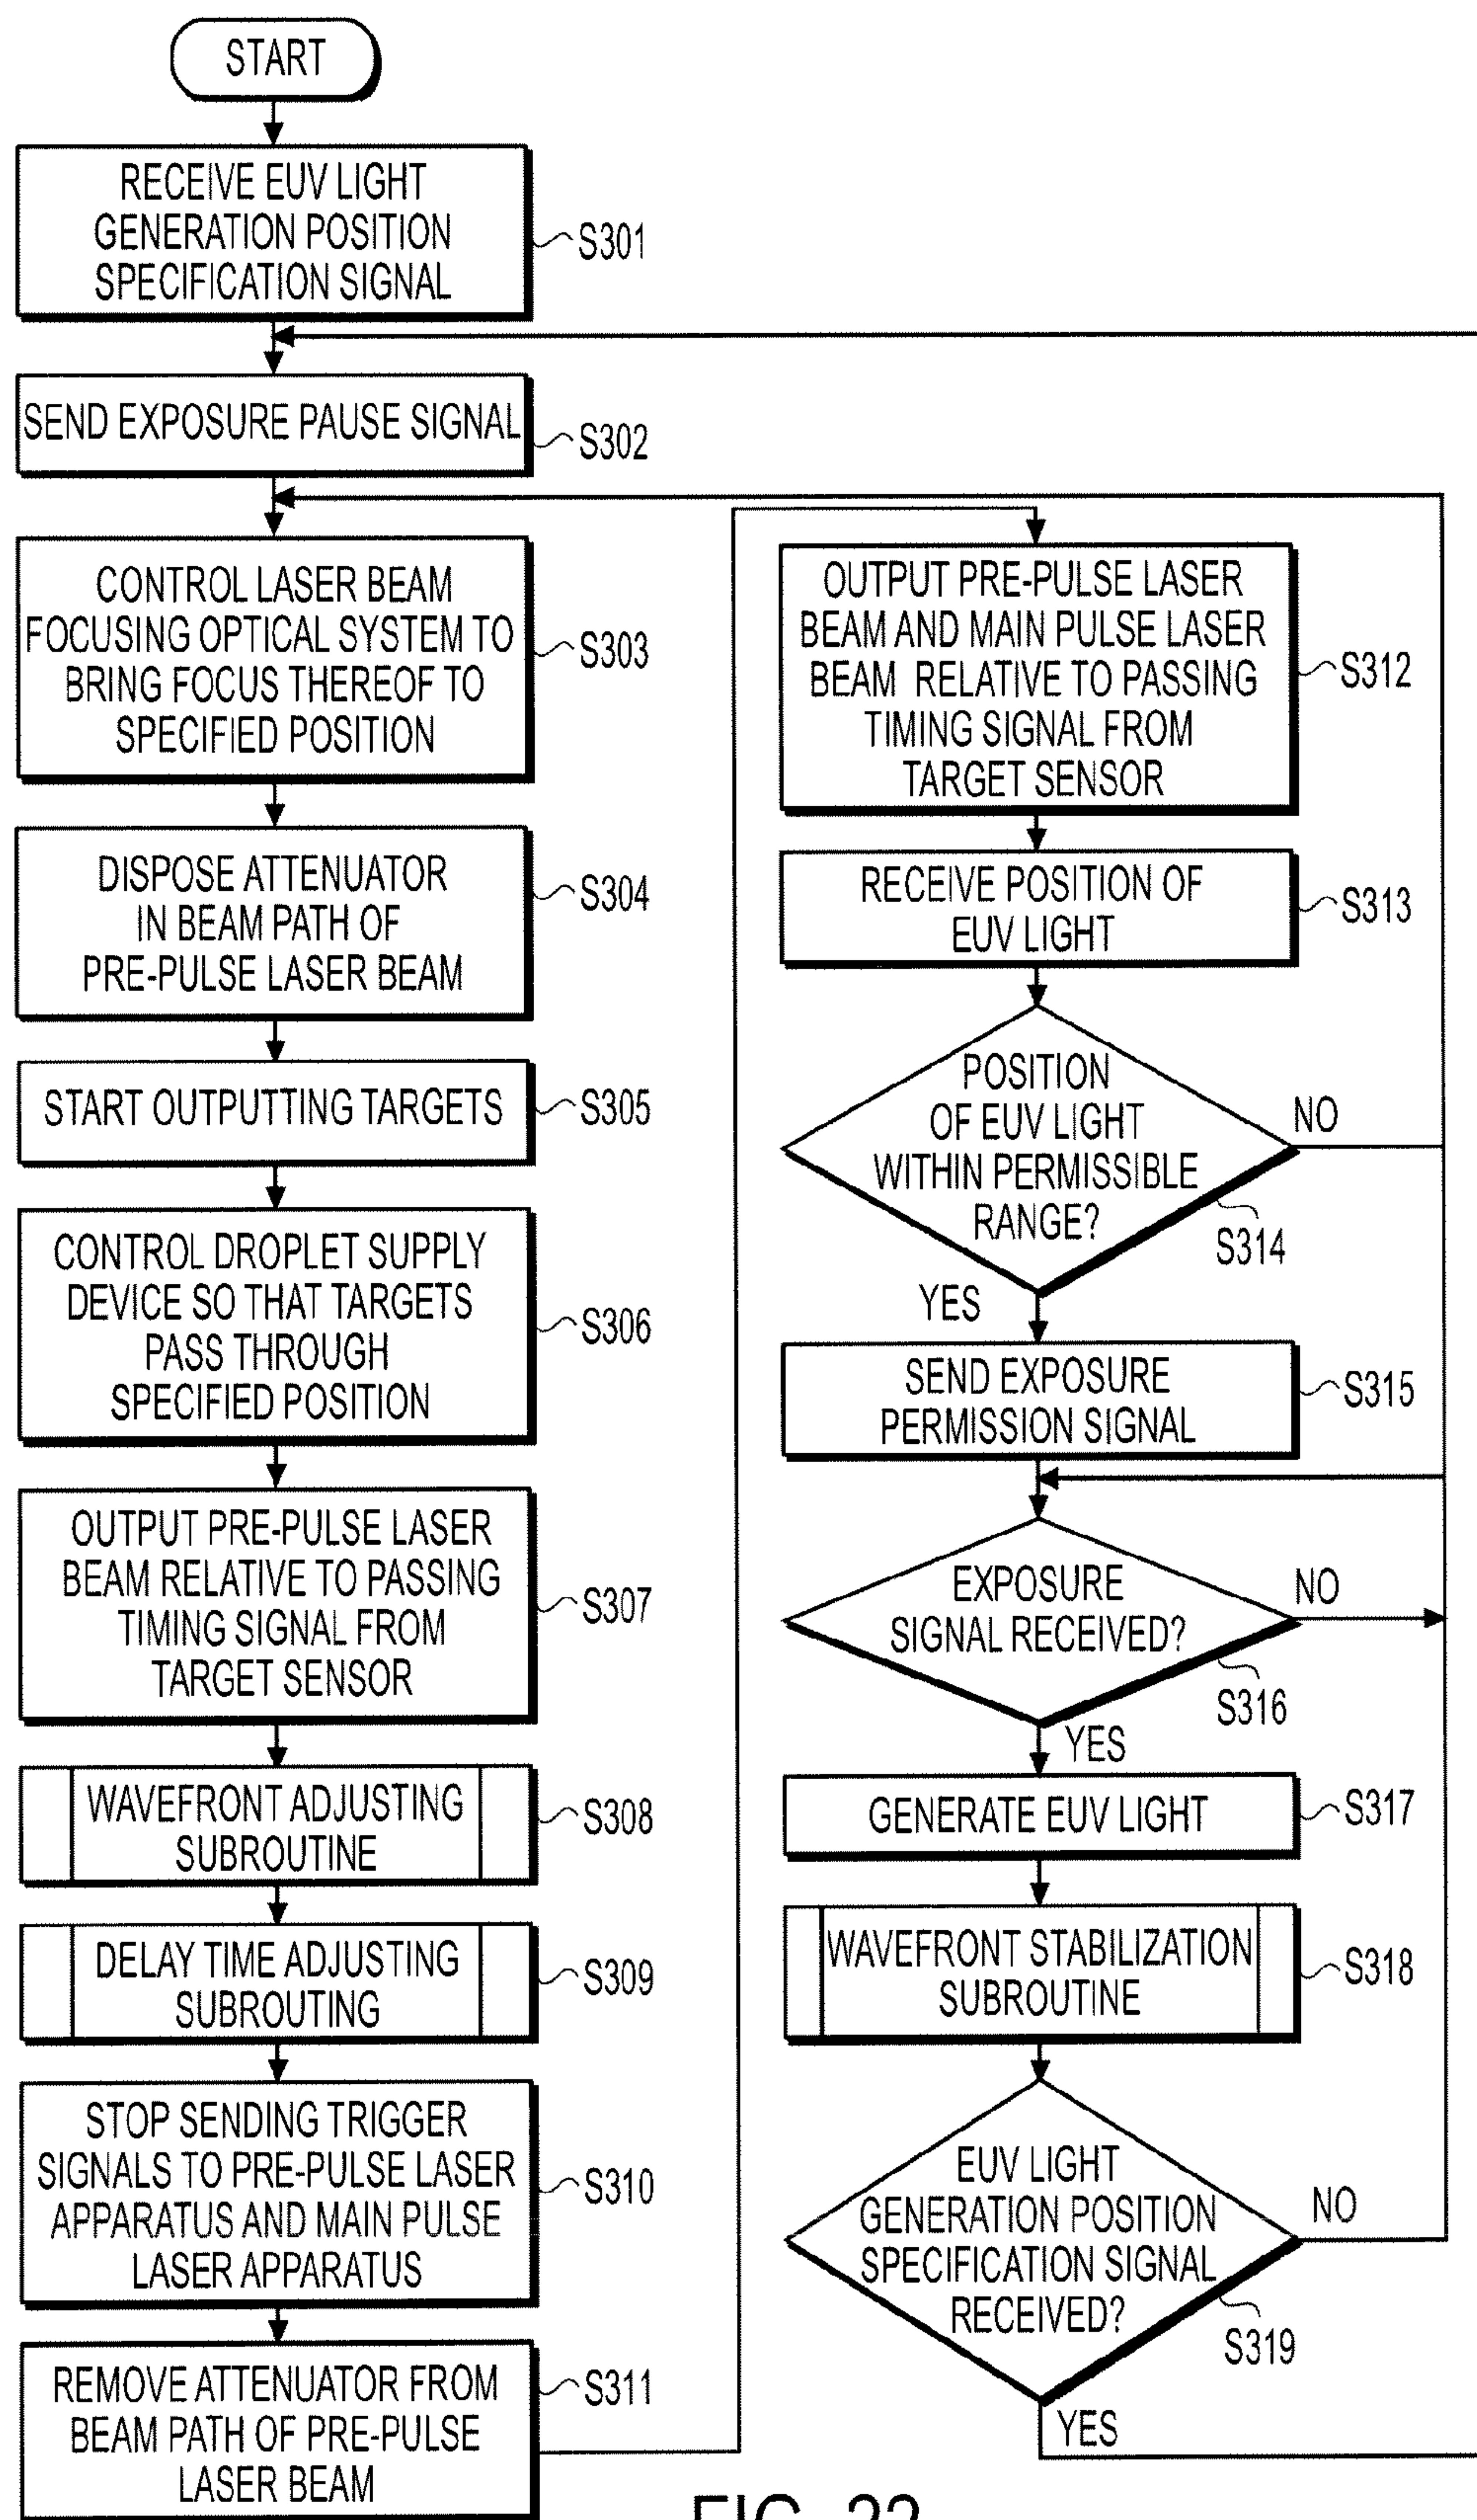 START
RECEIVE EUV LIGHT
GENERATION POSITION
SPECIFICATION SIGNAL
S301
SEND EXPOSURE PAUSE SIGNAL
S302
CONTROL LASER BEAM
FOCUSING OPTICAL SYSTEM TO
BRING FOCUS THEREOF TO
SPECIFIED POSITION
S303
DISPOSE ATTENUATOR
IN BEAM PATH OF
PRE-PULSE LASER BEAM
S304
START OUTPUTTING TARGETS
S305
CONTROL DROPLET SUPPLY
DEVICE SO THAT TARGETS
PASS THROUGH
SPECIFIED POSITION
S306
OUTPUT PRE-PULSE LASER
BEAM RELATIVE TO PASSING
TIMING SIGNAL FROM
TARGET SENSOR
S307
WAVEFRONT ADJUSTING
SUBROUTINE
S308
DELAY TIME ADJUSTING
SUBROUTING
S309
STOP SENDING TRIGGER
SIGNALS TO PRE-PULSE LASER
APPARATUS AND MAIN PULSE
LASER APPARATUS
S310
REMOVE ATTENUATOR FROM
BEAM PATH OF PRE-PULSE
LASER BEAM
S311
OUTPUT PRE-PULSE LASER
BEAM AND MAIN PULSE LASER
BEAM RELATIVE TO PASSING
TIMING SIGNAL FROM
TARGET SENSOR
S312
RECEIVE POSITION OF
EUV LIGHT
S313
POSITION
OF EUV LIGHT
WITHIN PERMISSIBLE
RANGE?
NO
S314
YES
SEND EXPOSURE
PERMISSION SIGNAL
S315
EXPOSURE
SIGNAL RECEIVED?
NO
S316
YES
GENERATE EUV LIGHT
S317
WAVEFRONT STABILIZATION
SUBROUTINE
S318
EUV LIGHT
GENERATION POSITION
SPECIFICATION SIGNAL
RECEIVED?
NO
S319
YES